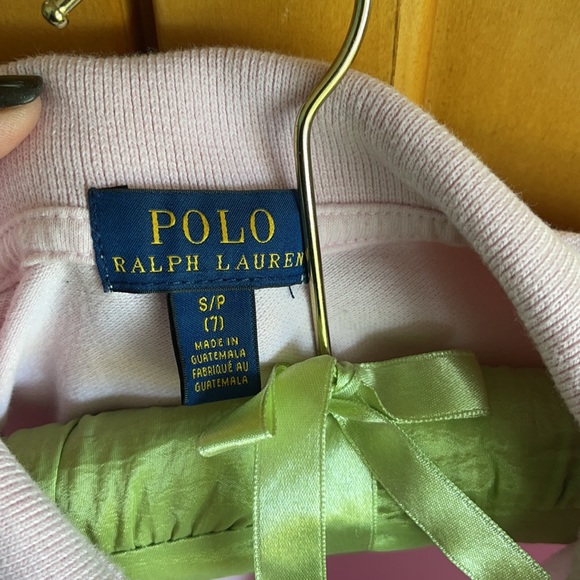 POLO
RALPH LAUREN
S/P
(7)
MADE IN
GUATEMALA
FABRIQUÉ AU
GUATEMALA